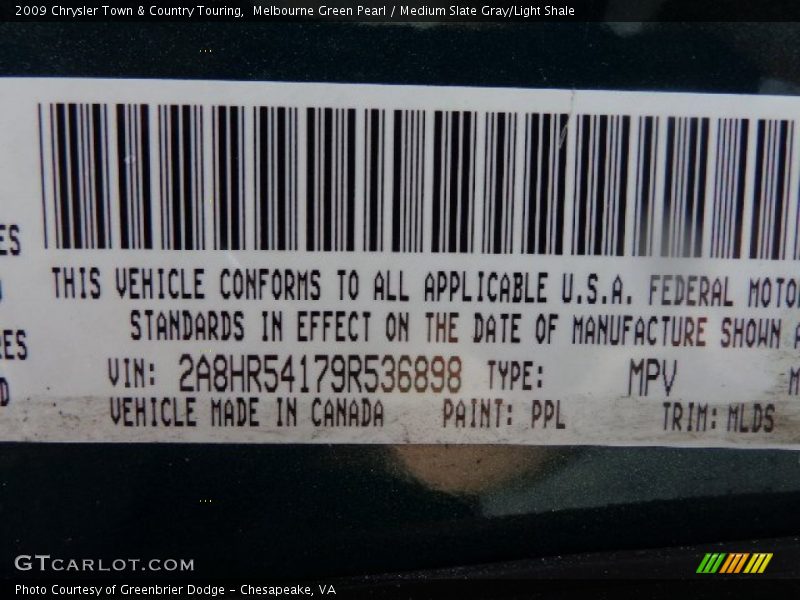 2009 Chrysler Town & Country Touring,  Melbourne Green Pearl / Medium Slate Gray/Light Shale
THIS VEHICLE CONFORMS TO ALL APPLICABLE U.S.A. FEDERAL MOTO
STANDARDS IN EFFECT ON THE DATE OF MANUFACTURE SHOWN A
VIN: 2A8HR54179R536898 TYPE: MPV M
VEHICLE MADE IN CANADA PAINT: PPL TRIM: MLDS
GTCARLOT.COM
Photo Courtesy of Greenbrier Dodge - Chesapeake, VA